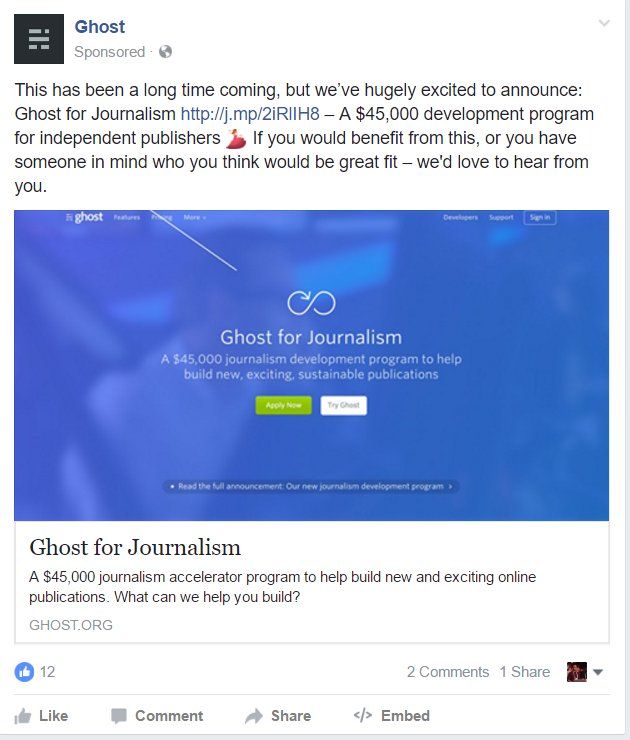 Ghost
Sponsored ·
This has been a long time coming, but we've hugely excited to announce:
Ghost for Journalism http://j.mp/2iRlIH8 – A $45,000 development program
for independent publishers 💃 If you would benefit from this, or you have
someone in mind who you think would be great fit – we'd love to hear from
you.
ghost Features Pricing More Developers Support Sign in
Ghost for Journalism
A $45,000 journalism development program to help
build new, exciting, sustainable publications
Apply Now Try Ghost
• Read the full announcement: Our new journalism development program ›
Ghost for Journalism
A $45,000 journalism accelerator program to help build new and exciting online
publications. What can we help you build?
GHOST.ORG
12 2 Comments 1 Share
Like Comment Share </> Embed